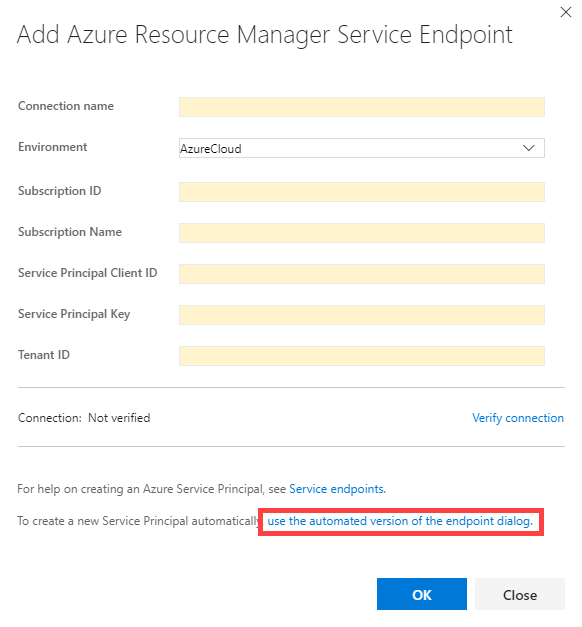 Add Azure Resource Manager Service Endpoint
Connection name
Environment
AzureCloud
Subscription ID
Subscription Name
Service Principal Client ID
Service Principal Key
Tenant ID
Connection: Not verified
Verify connection
For help on creating an Azure Service Principal, see Service endpoints.
To create a new Service Principal automatically, use the automated version of the endpoint dialog.
OK
Close